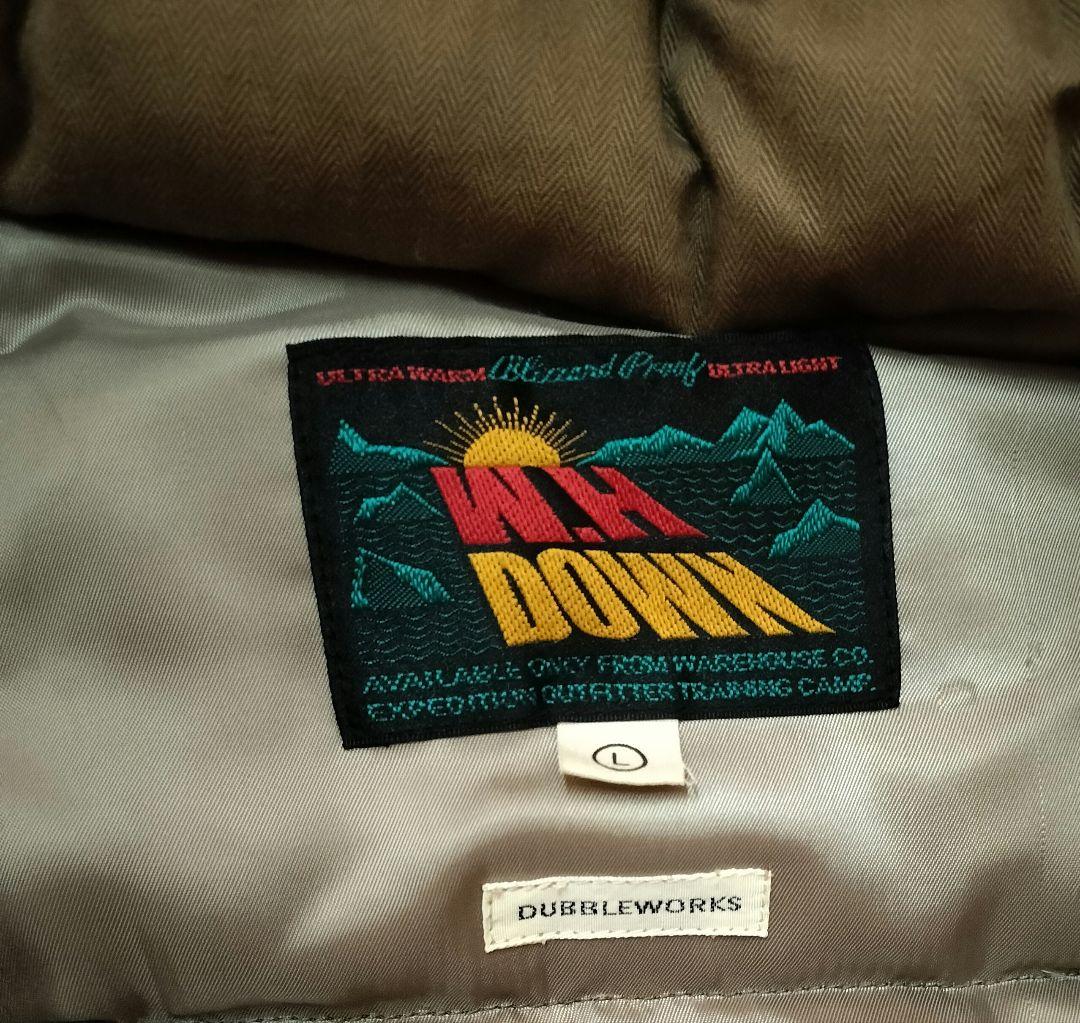 ULTRA WARM Blizzard Proof ULTRA LIGHT
W.H
DOWN
AVAILABLE ONLY FROM WAREHOUSE CO.
EXPEDITION OUTFITTER TRAINING CAMP.
L
DUBBLEWORKS